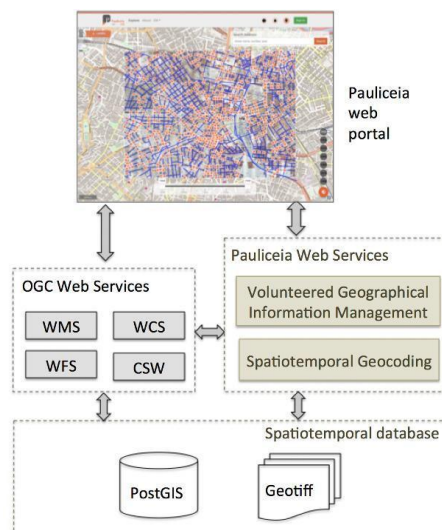 Pauliceia
web
portal
Pauliceia Web Services
OGC Web Services
Volunteered Geographical
Information Management
WMS
WCS
WFS
CSW
Spatiotemporal Geocoding
Spatiotemporal database
PostGIS
Geotiff